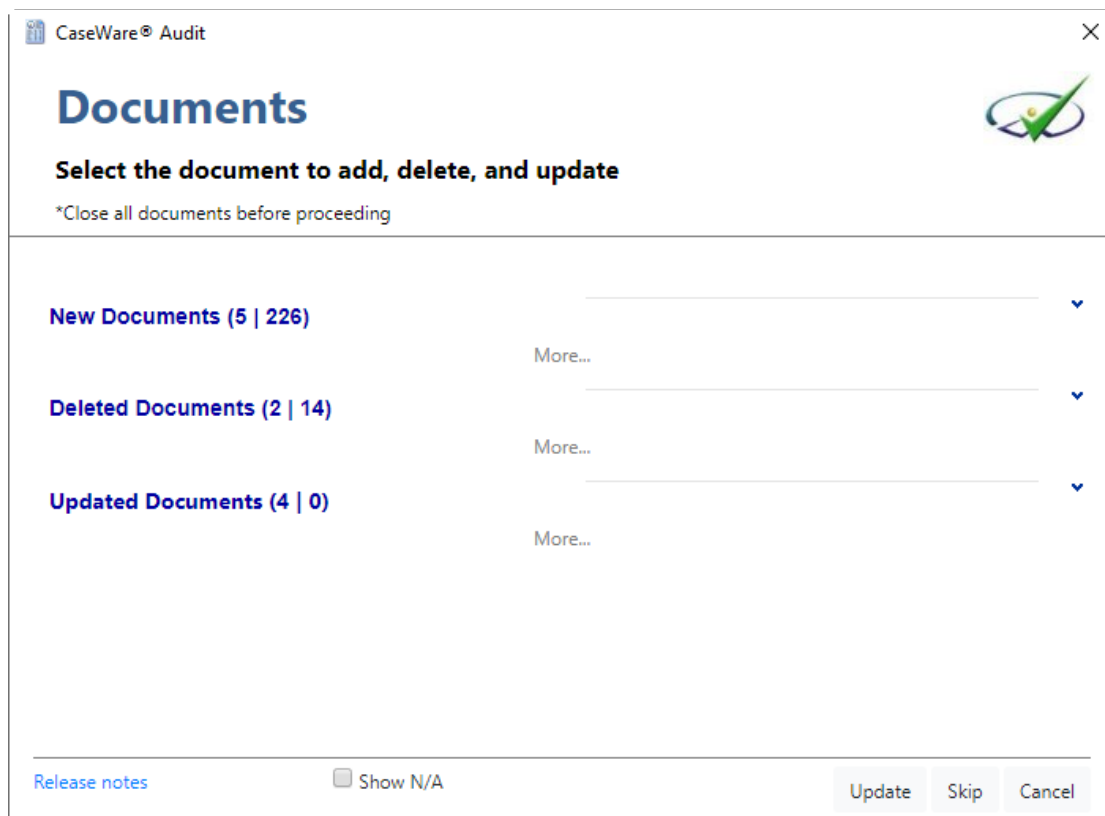 CaseWare® Audit
Documents
Select the document to add, delete, and update
*Close all documents before proceeding
New Documents (5 | 226)
More...
Deleted Documents (2 | 14)
More...
Updated Documents (4 | 0)
More...
Release notes
Show N/A
Update
Skip
Cancel